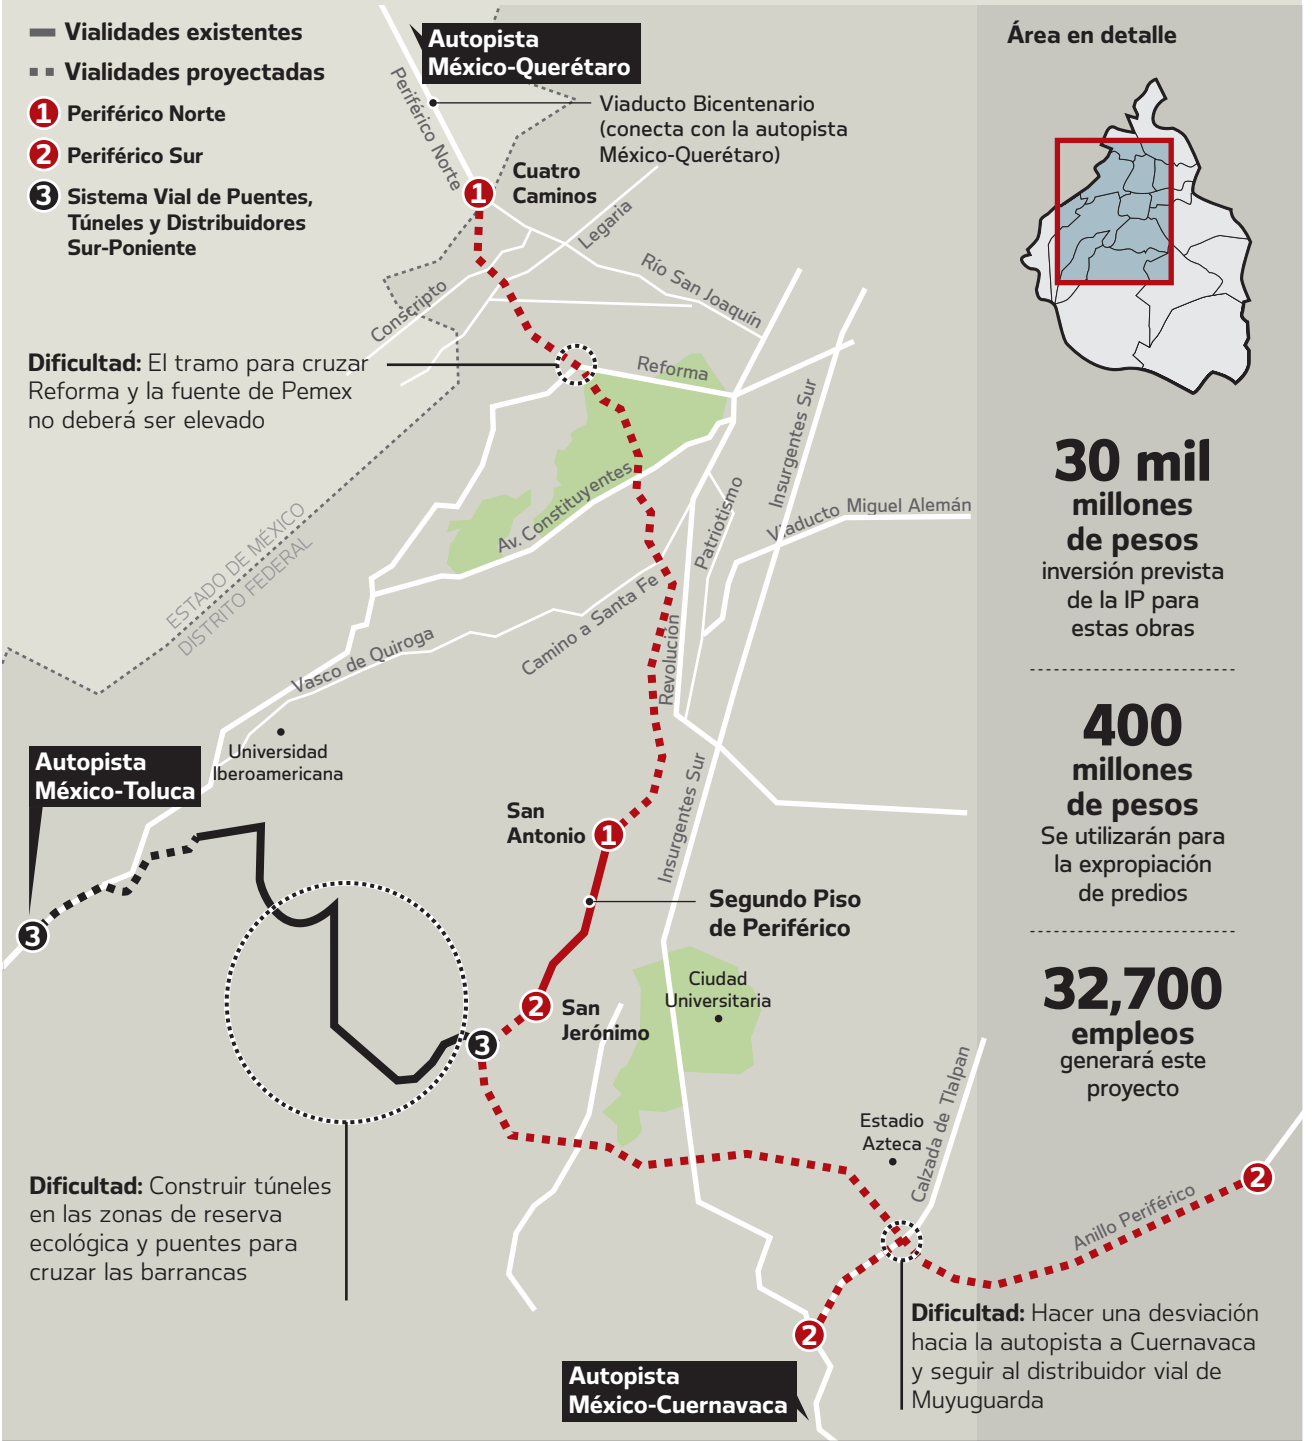 Vialidades existentes
Vialidades proyectadas
1 Periférico Norte
2 Periférico Sur
3 Sistema Vial de Puentes,
Túneles y Distribuidores
Sur-Poniente
Autopista
México-Querétaro
Periférico Norte
Viaducto Bicentenario
(conecta con la autopista
México-Querétaro)
1
Cuatro
Caminos
Legaria
Río San Joaquín
Conscripto
Dificultad: El tramo para cruzar
Reforma y la fuente de Pemex
no deberá ser elevado
Reforma
Insurgentes Sur
Av. Constituyentes
Patriotismo
Viaducto Miguel Alemán
ESTADO DE MÉXICO
DISTRITO FEDERAL
Camino a Santa Fe
Revolución
Vasco de Quiroga
Universidad
Iberoamericana
Autopista
México-Toluca
3
San
Antonio
1
Insurgentes Sur
Segundo Piso
de Periférico
2
San
Jerónimo
3
Ciudad
Universitaria
Estadio
Azteca
Calzada de Tlalpan
Anillo Periférico
2
Dificultad: Construir túneles
en las zonas de reserva
ecológica y puentes para
cruzar las barrancas
2
Dificultad: Hacer una desviación
hacia la autopista a Cuernavaca
y seguir al distribuidor vial de
Muyuguarda
Autopista
México-Cuernavaca
Área en detalle
30 mil
millones
de pesos
inversión prevista
de la IP para
estas obras
400
millones
de pesos
Se utilizarán para
la expropiación
de predios
32,700
empleos
generará este
proyecto